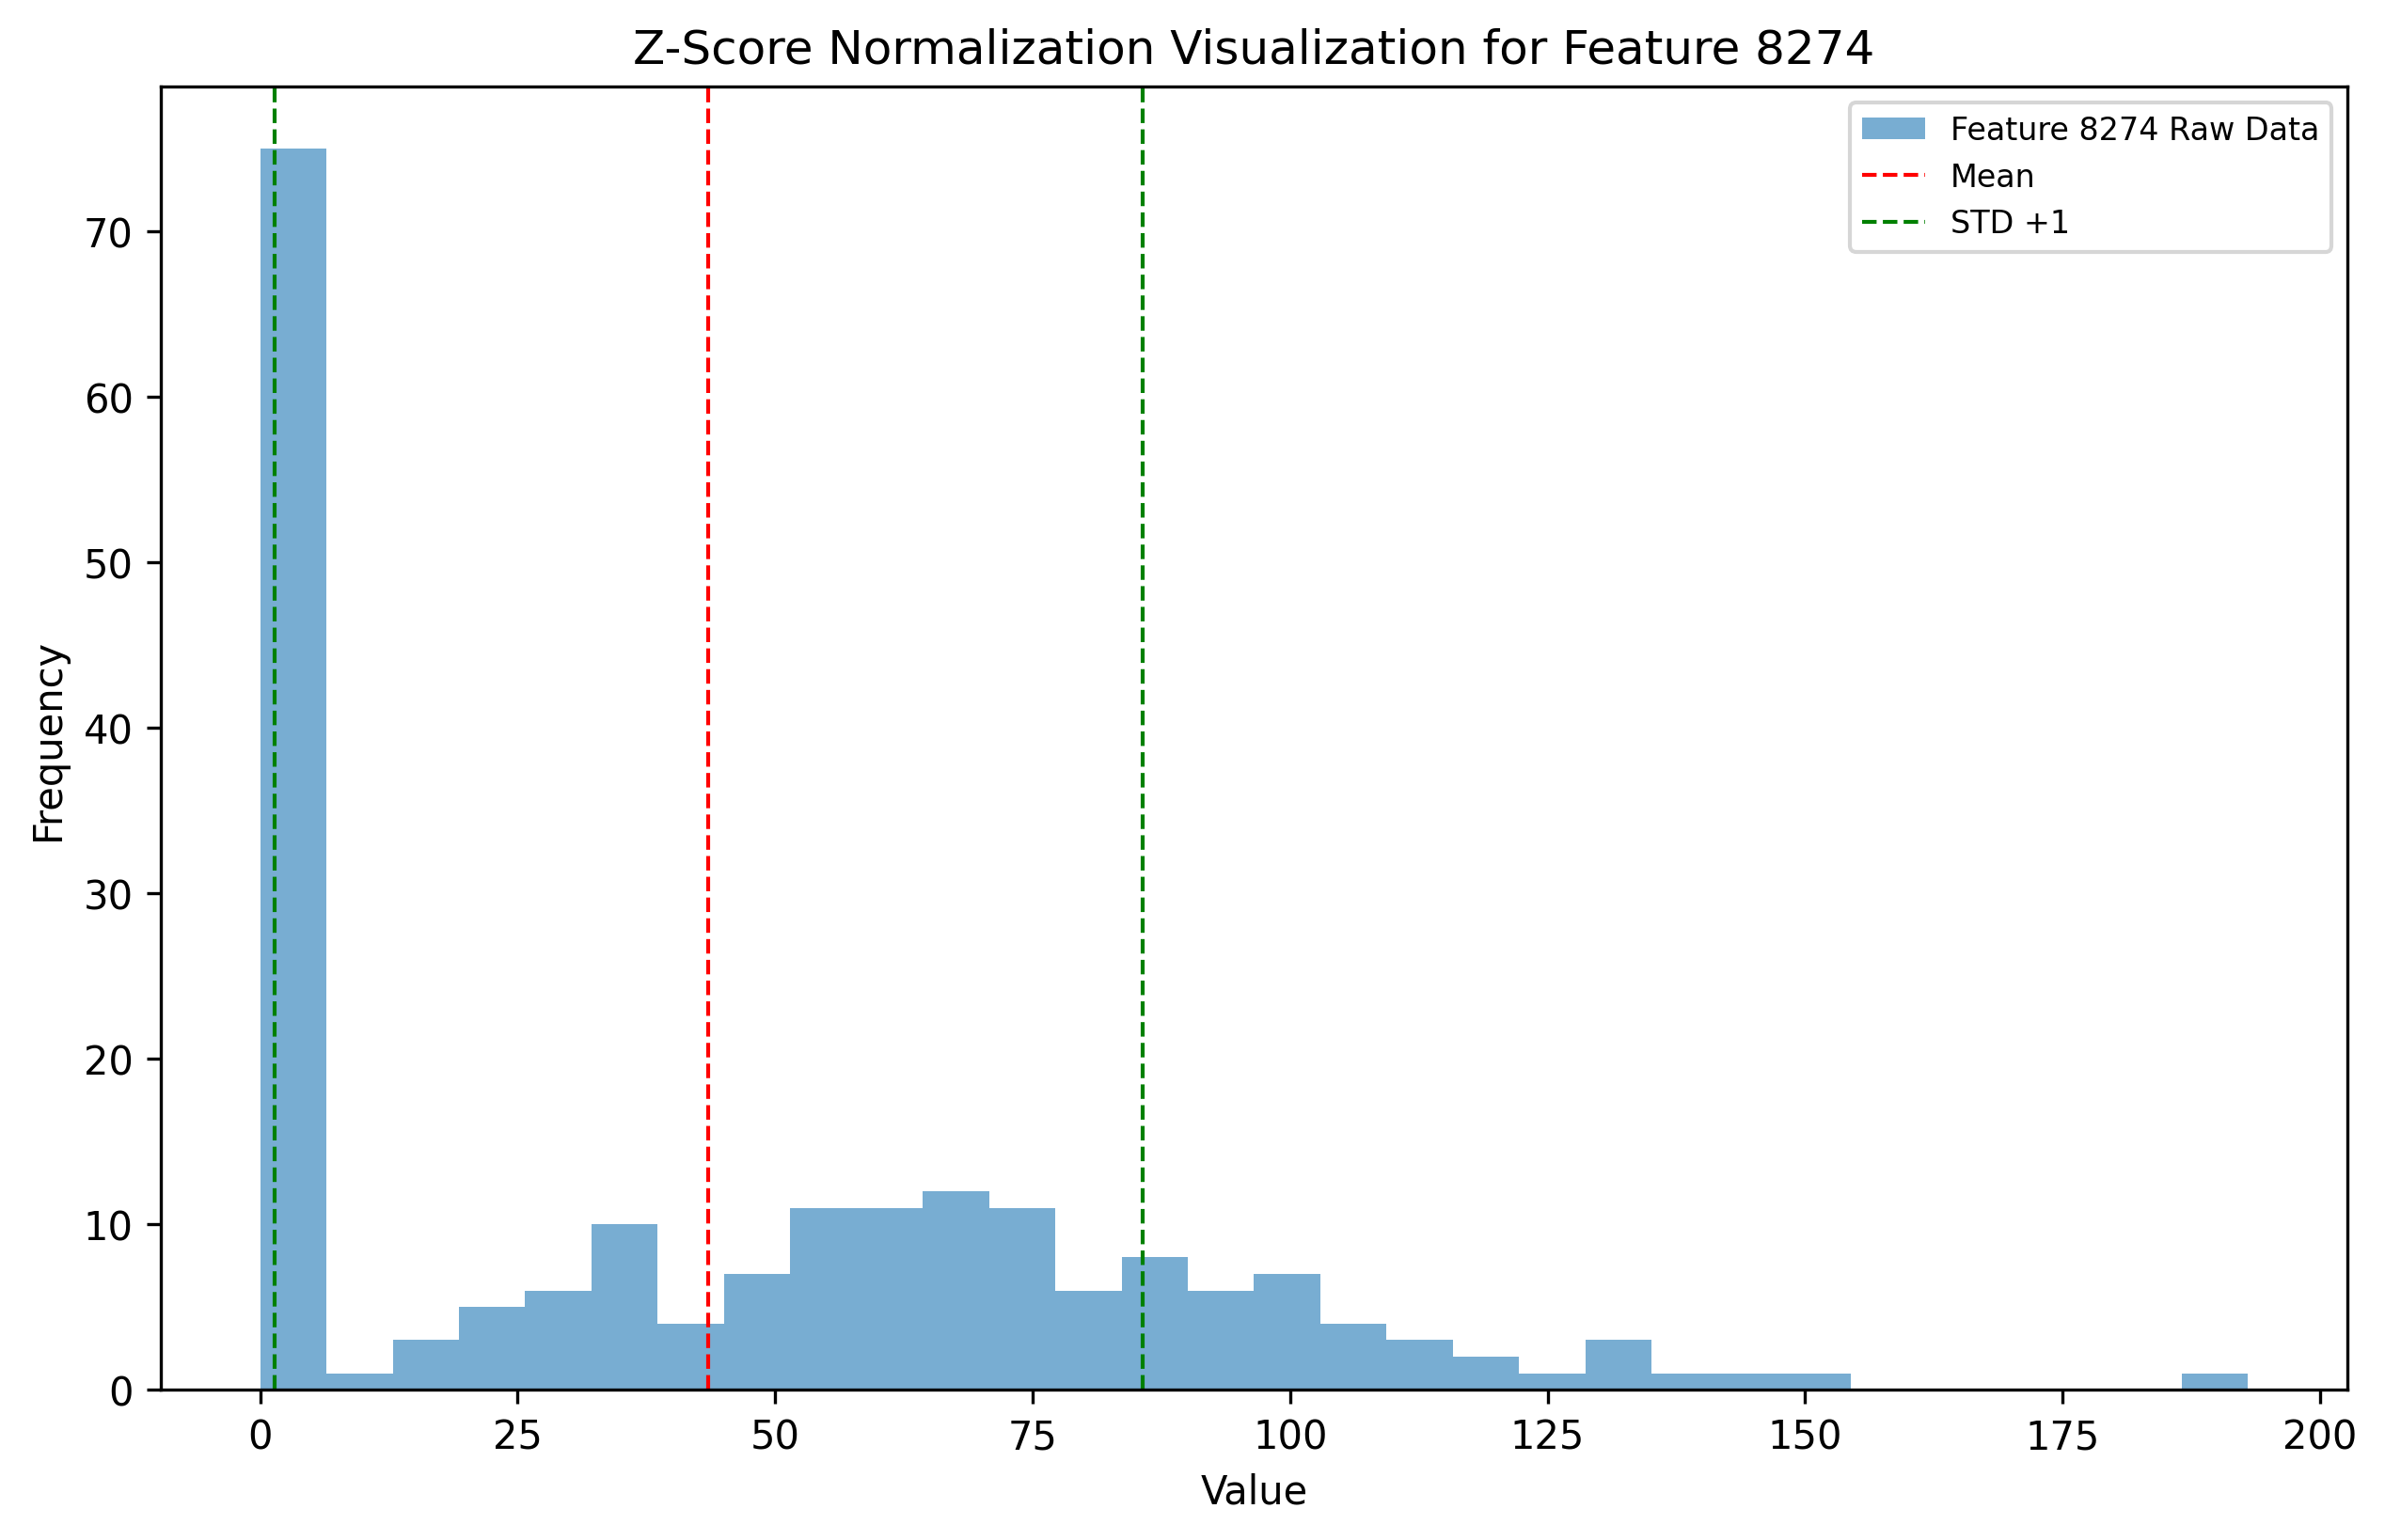 Z-Score Normalization Visualization for Feature 8274
Feature 8274 Raw Data
Mean
STD +1
Frequency
70
60
50
40
30
20
10
0
0 25 50 75 100 125 150 175 200
Value